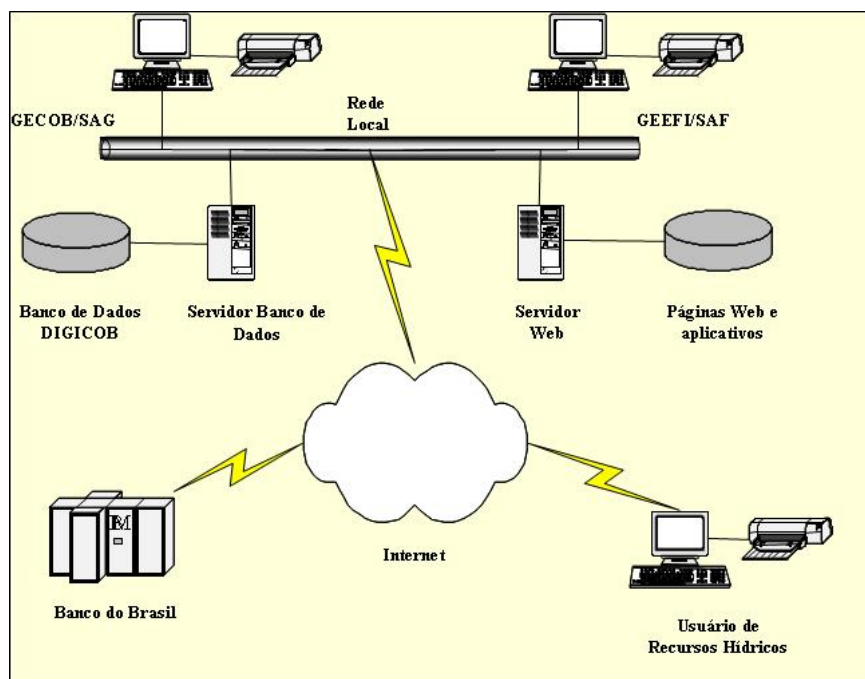 Rede
Local
GECOB/SAG
GEEFI/SAF
Banco de Dados
DIGICOB
Servidor Banco de
Dados
Servidor
Web
Páginas Web e
aplicativos
IBM
Internet
Banco do Brasil
Usuário de
Recursos Hídricos